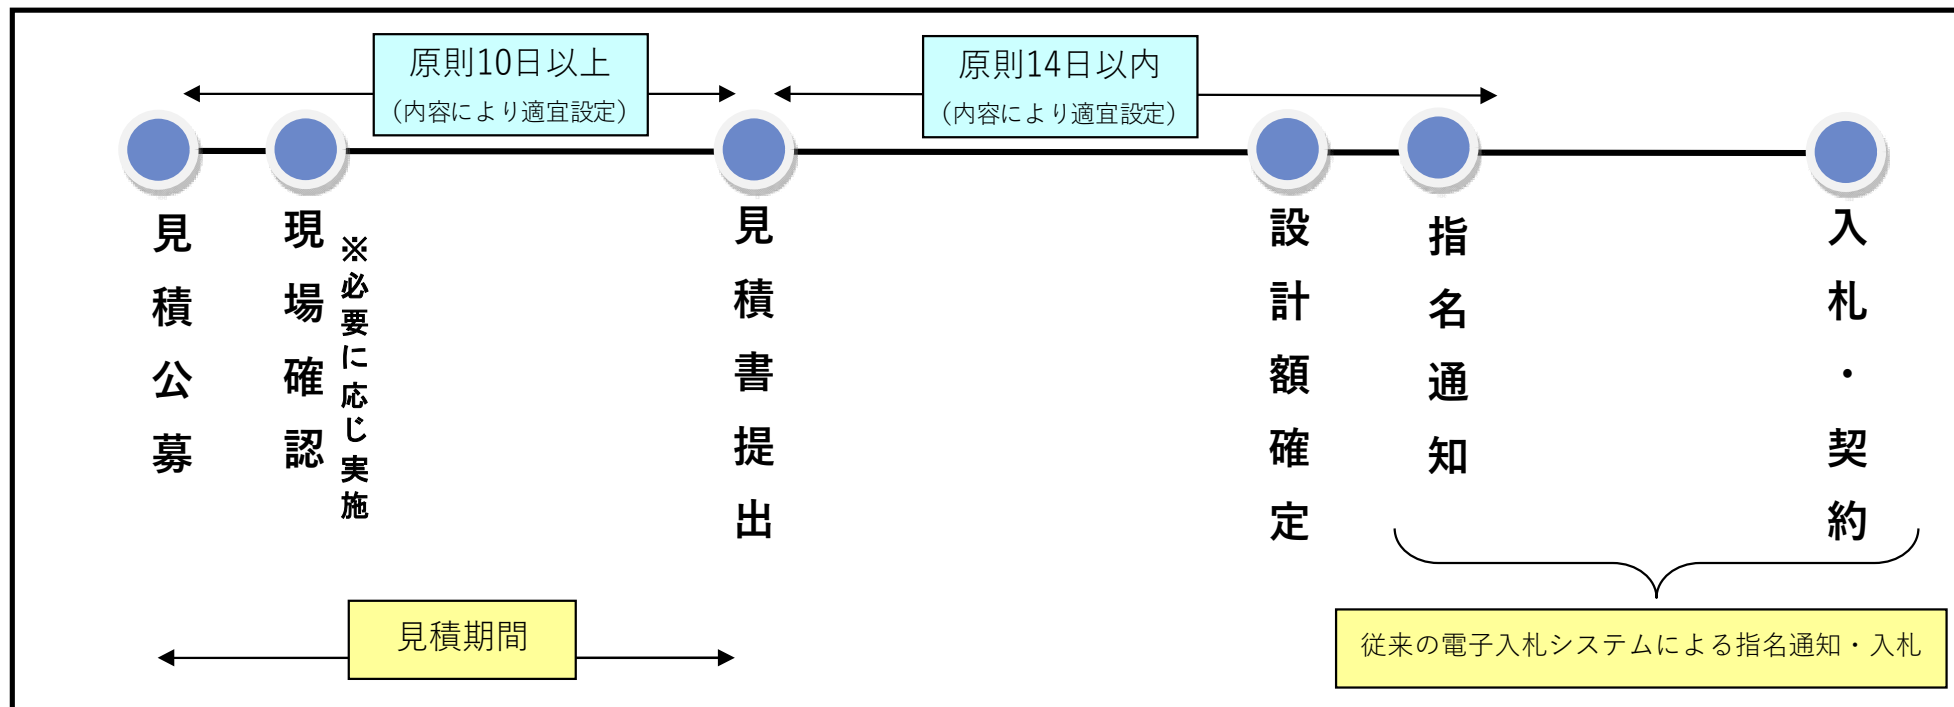 原則10日以上
(内容により適宜設定)
原則14日以内
(内容により適宜設定)
見積公募
現場確認
※必要に応じ実施
見積書提出
設計額確定
指名通知
入札・契約
見積期間
従来の電子入札システムによる指名通知・入札